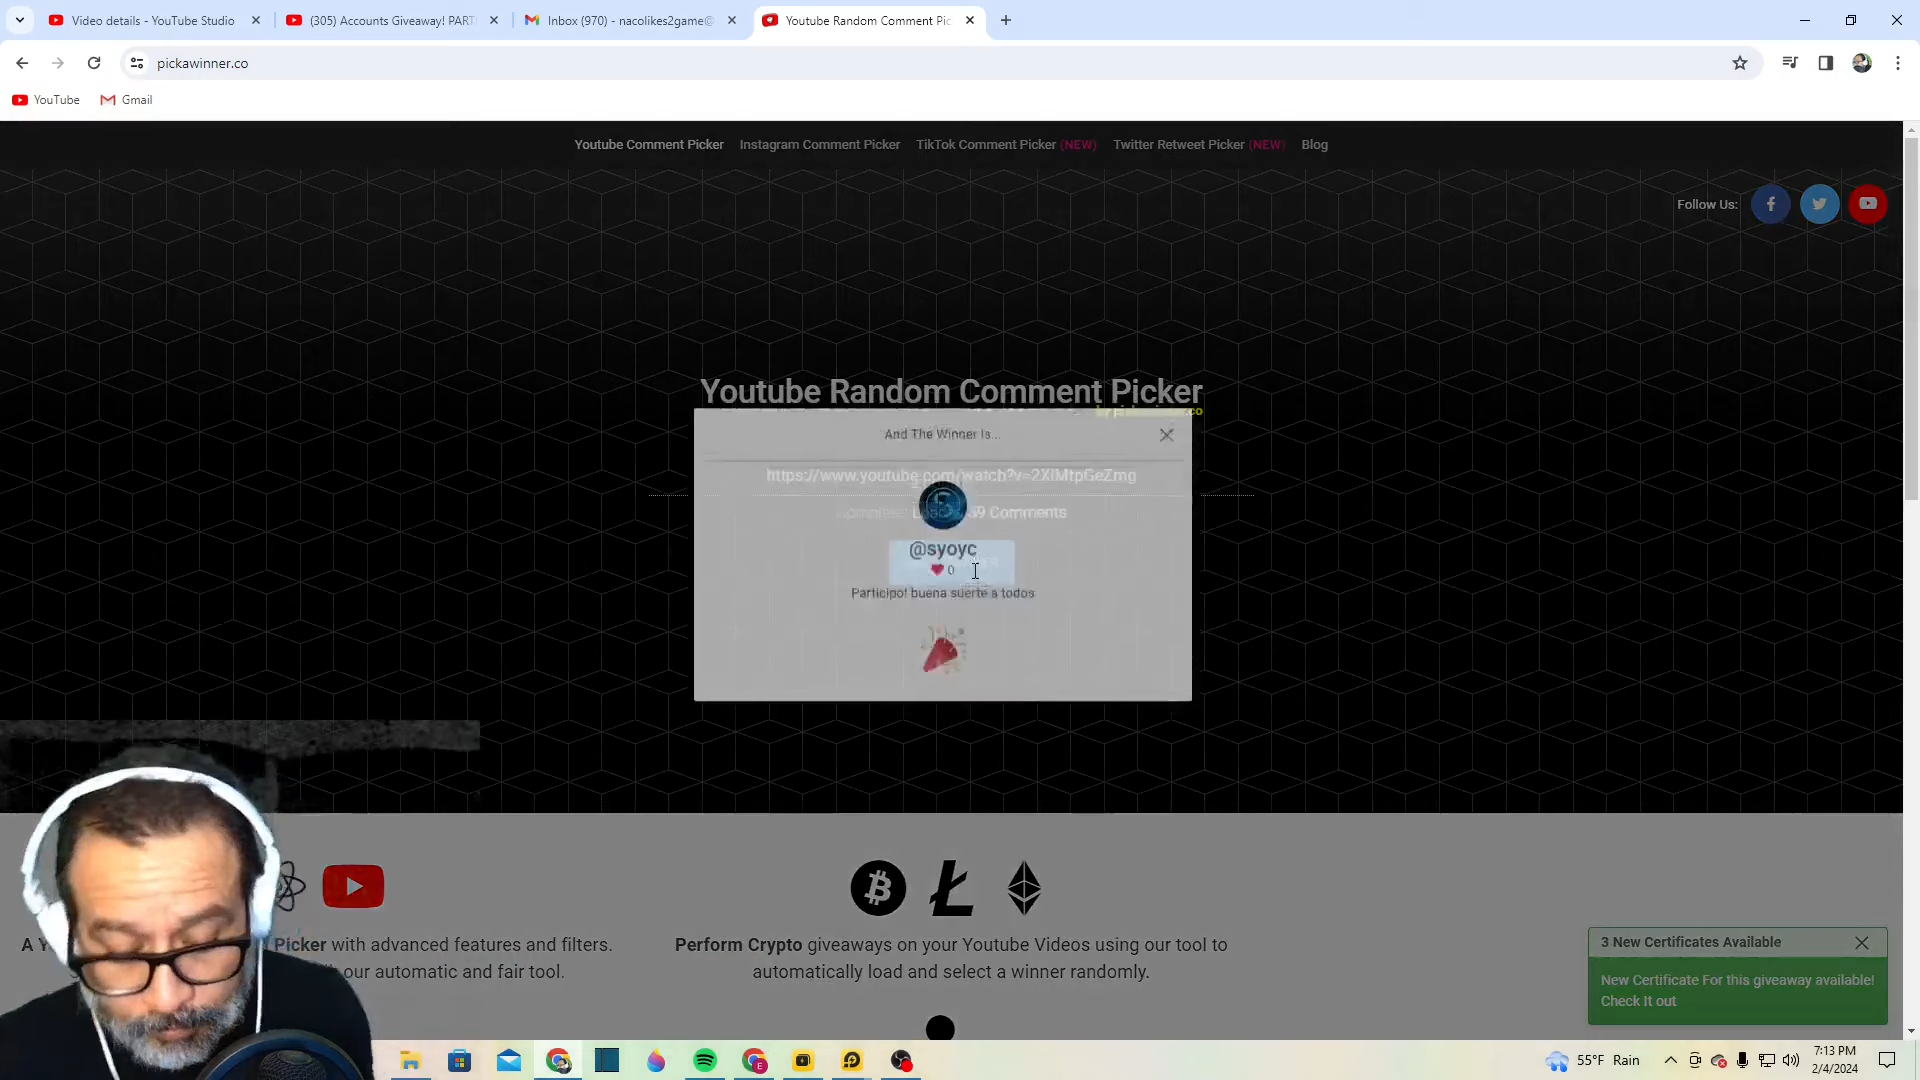 Video details - YouTube Studio
(305) Accounts Giveaway! PART
Inbox (970) - nacolikes2game@
Youtube Random Comment Pic
pickawinner.co
YouTube
Gmail
Youtube Comment Picker
Instagram Comment Picker
TikTok Comment Picker (NEW)
Twitter Retweet Picker (NEW)
Blog
Follow Us:
Youtube Random Comment Picker
And The Winner Is...
https://www.youtube.com/watch?v=2XlMtpGeZmg
9 Comments
@syoyc
0
Participo! buena suerte a todos
A Y
Picker with advanced features and filters.
our automatic and fair tool.
Perform Crypto giveaways on your Youtube Videos using our tool to
automatically load and select a winner randomly.
3 New Certificates Available
New Certificate For this giveaway available!
Check It out
55°F Rain
7:13 PM
2/4/2024